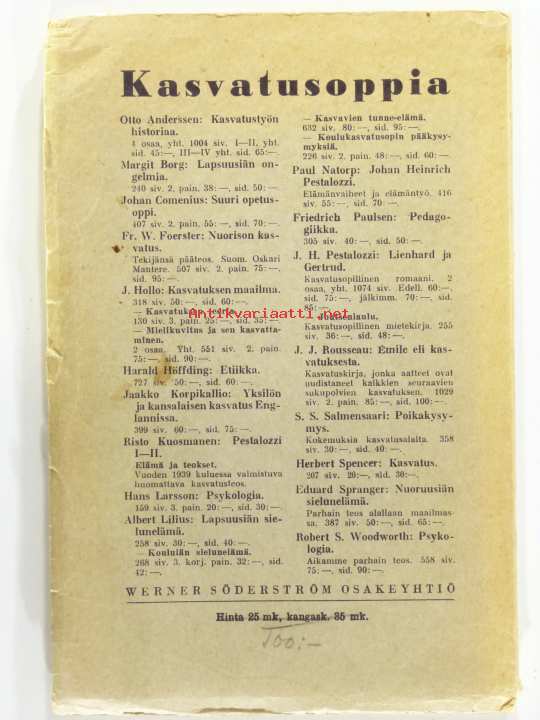 Kasvatusoppia
Otto Anderssen: Kasvatustyön
historiaa.
4 osaa, yht. 1004 siv. I—II, yht.
sid. 45:—, III—IV yht. sid. 65:—.
Margit Borg: Lapsuusiän on-
gelmia.
240 siv. 2. pain. 38:—, sid. 50:—.
Johan Comenius: Suuri opetus-
oppi.
407 siv. 2. pain. 55:—, sid. 70:—.
Fr. W. Foerster: Nuorison kas-
vatus.
Tekijänsä pääteos. Suom. Oskari
Mantere. 507 siv. 2. pain. 75:—,
sid. 95:—.
J. Hollo: Kasvatuksen maailma.
318 siv. 50:—, sid. 60:—.
— Kasvatuksen
130 siv. 3. pain. 25:—, sid. 35:—.
— Mielikuvitus ja sen kasvatta-
minen.
2 osaa. Yht. 551 siv. 2. pain.
75:—, sid. 90:—.
Harald Höffding: Etiikka.
727 siv. 50:—, sid. 60:—.
Jaakko Korpikallio: Yksilön
ja kansalaisen kasvatus Eng-
lannissa.
399 siv. 60:—, sid. 75:—.
Risto Kuosmanen: Pestalozzi
I—II.
Elämä ja teokset.
Vuoden 1939 kuluessa valmistuva
huomattava kasvatusteos.
Hans Larsson: Psykologia.
159 siv. 3. pain. 20:—, sid. 30:—.
Albert Lilius: Lapsuusiän sie-
lunelämä.
258 siv. 30:—, sid. 40:—.
— Kouluiän sielunelämä.
268 siv. 3. korj. pain. 32:—, sid.
42:—.
— Kasvavien tunne-elämä.
632 siv. 80:—, sid. 95:—.
— Koulukasvatusopin pääkysy-
myksiä.
226 siv. 2. pain. 48:—, sid. 60:—.
Paul Natorp: Johan Heinrich
Pestalozzi.
Elämänvaiheet ja elämäntyö. 416
siv. 55:—, sid. 70:—.
Friedrich Paulsen: Pedago-
giikka.
305 siv. 40:—, sid. 50:—.
J. H. Pestalozzi: Lienhard ja
Gertrud.
Kasvatusopillinen romaani. 2
osaa, yht. 1074 siv. Edell. 60:—,
sid. 75:—, jälkimm. 70:—, sid.
85:—.
— Joutsenlaulu.
Kasvatusopillinen mietekirja. 255
siv. 36:—, sid. 48:—.
J. J. Rousseau: Émile eli kas-
vatuksesta.
Kasvatuskirja, jonka aatteet ovat
uudistaneet kaikkien seuraavien
sukupolvien kasvatuksen. 1029
siv. 2. pain. 85:—, sid. 100:—.
S. S. Salmensaari: Poikakysy-
mys.
Kokemuksia kasvatusalalta. 358
siv. 30:—, sid. 40:—.
Herbert Spencer: Kasvatus.
207 siv. 20:—, sid. 30:—.
Eduard Spranger: Nuoruusiän
sielunelämä.
Parhain teos alallaan maailmas-
sa. 387 siv. 50:—, sid. 65:—.
Robert S. Woodworth: Psyko-
logia.
Aikamme parhain teos. 558 siv.
75:—, sid. 90:—.
Antikvariaatti.net
WERNER SÖDERSTRÖM OSAKEYHTIÖ
Hinta 25 mk, kangask. 35 mk.
100:-